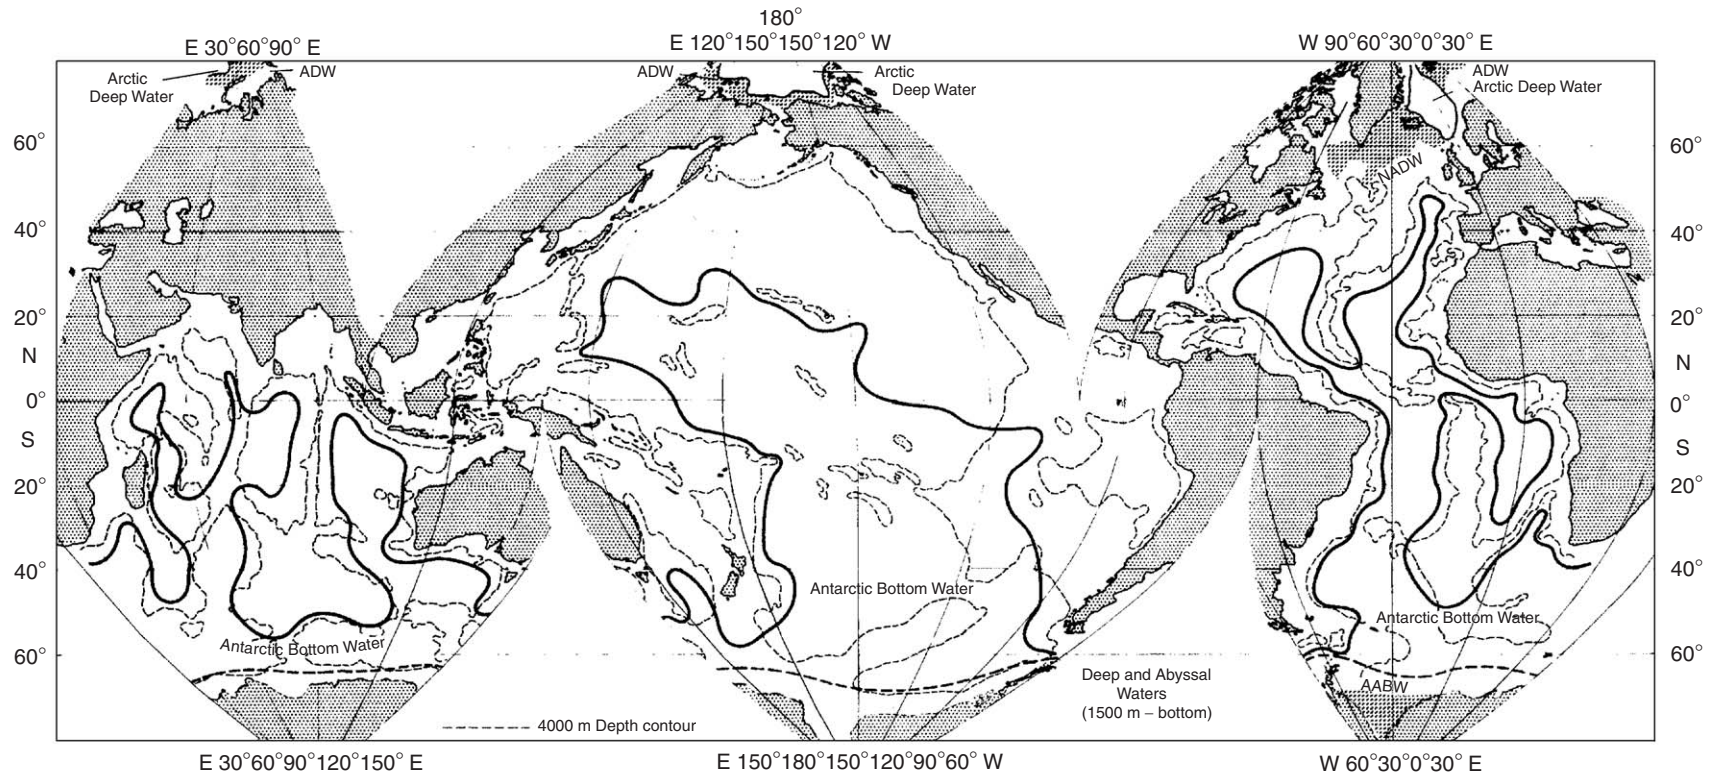 180°
E 30°60°90° E
E 120°150°150°120° W
W 90°60°30°0°30° E
Arctic
Deep Water
ADW
ADW
Arctic
Deep Water
ADW
Arctic Deep Water
60°
60°
NADW
40°
40°
20°
20°
N
N
0°
0°
S
S
20°
20°
40°
40°
Antarctic Bottom Water
Antarctic Bottom Water
Antarctic Bottom Water
60°
60°
Deep and Abyssal
Waters
(1500 m – bottom)
AABW
4000 m Depth contour
E 30°60°90°120°150° E
E 150°180°150°120°90°60° W
W 60°30°0°30° E